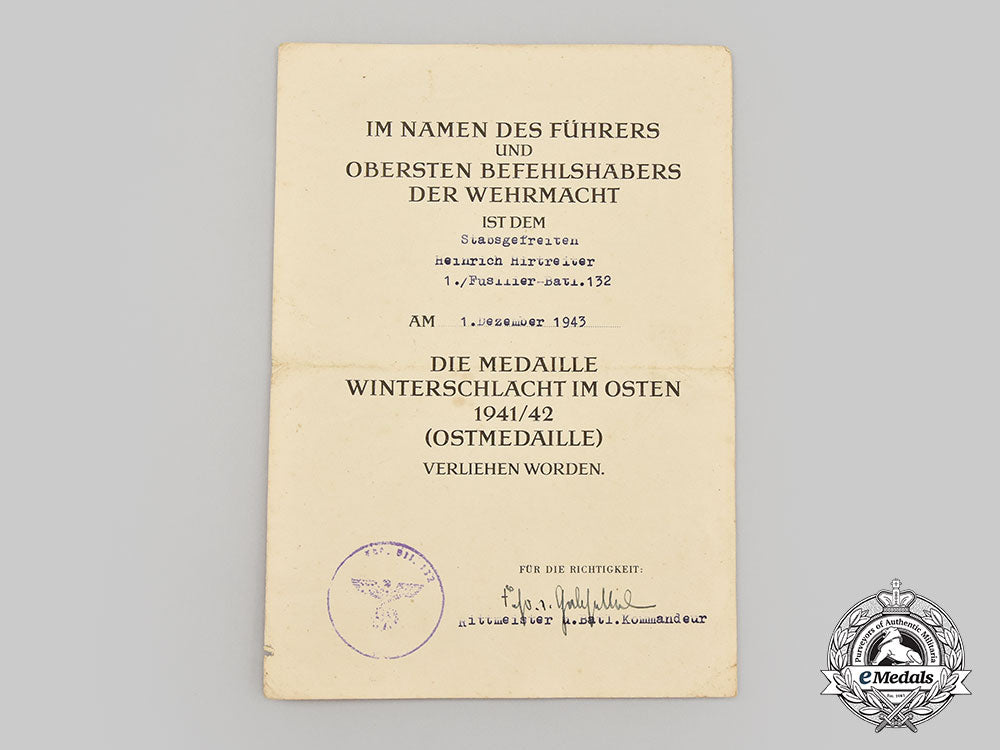 IM NAMEN DES FÜHRERS
UND
OBERSTEN BEFEHLSHABERS
DER WEHRMACHT
IST DEM
Stabsgefreiten
Heinrich Hirtreiter
1./Füsilier-Batl.132
AM 1.Dezember 1943
DIE MEDAILLE
WINTERSCHLACHT IM OSTEN
1941/42
(OSTMEDAILLE)
VERLIEHEN WORDEN.
FÜR DIE RICHTIGKEIT:
Rittmeister u.Batl.Kommandeur
132
Purveyors of Authentic Militaria
eMedals